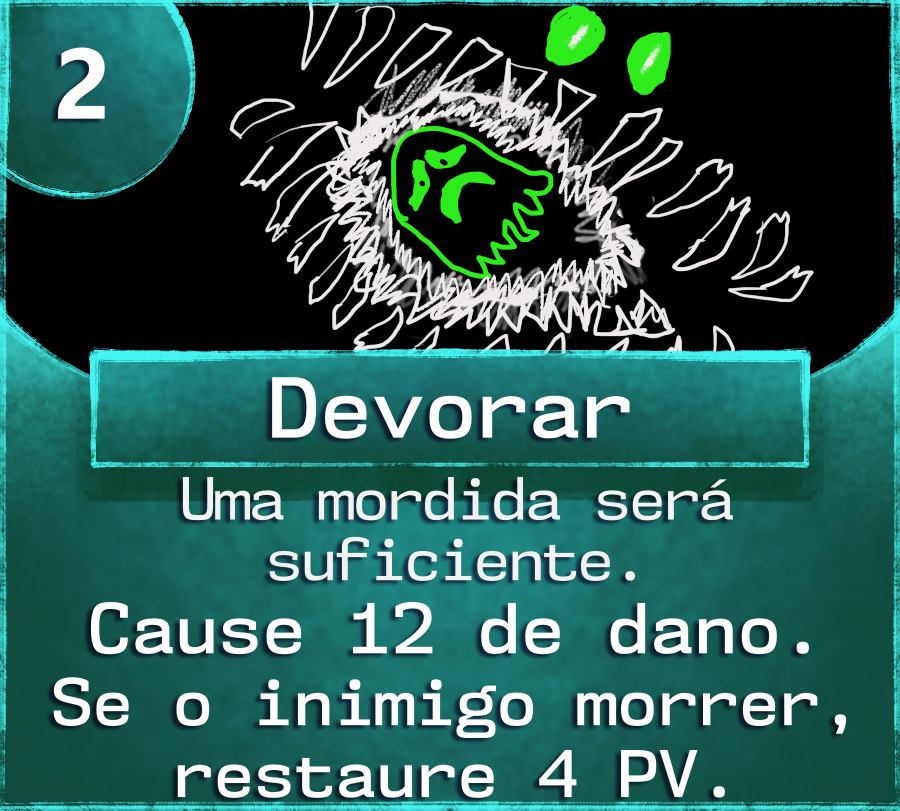 2
Devorar
Uma mordida será
suficiente.
Cause 12 de dano.
Se o inimigo morrer,
restaure 4 PV.